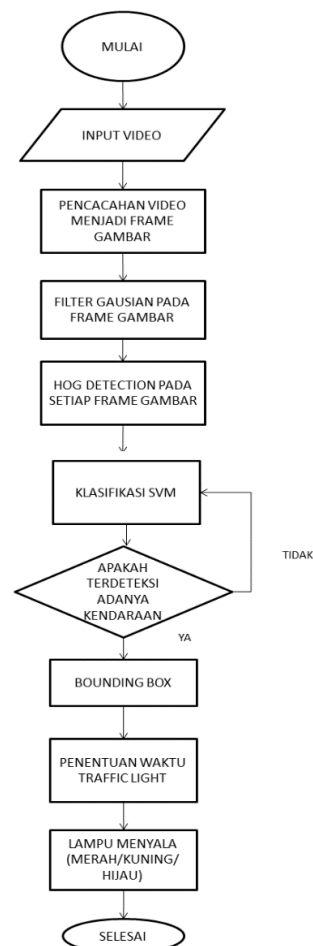 MULAI
INPUT VIDEO
PENCACAHAN VIDEO
MENJADI FRAME
GAMBAR
FILTER GAUSIAN PADA
FRAME GAMBAR
HOG DETECTION PADA
SETIAP FRAME GAMBAR
KLASIFIKASI SVM
APAKAH
TERDETEKSI
ADANYA
KENDARAAN
TIDAK
YA
BOUNDING BOX
PENENTUAN WAKTU
TRAFFIC LIGHT
LAMPU MENYALA
(MERAH/KUNING/
HIJAU)
SELESAI